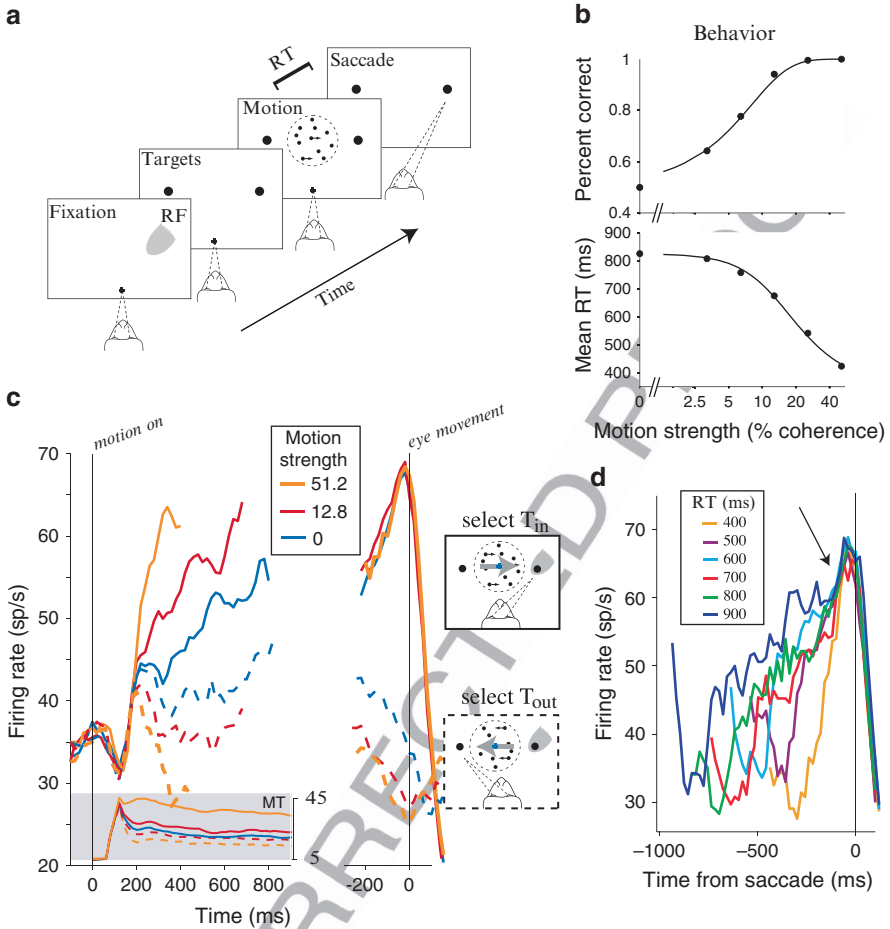 a
RT
Saccade
Motion
Targets
Fixation
RF
Time
b
Behavior
Percent correct
1
0.8
0.6
0.4
Mean RT (ms)
900
800
700
600
500
400
0
2.5
5
10
20
40
Motion strength (% coherence)
c
motion on
eye movement
Firing rate (sp/s)
70
60
50
40
30
20
Motion
strength
51.2
12.8
0
MT
45
5
0
200
400
600
800
-200
0
Time (ms)
select Tin
select Tout
d
RT (ms)
400
500
600
700
800
900
Firing rate (sp/s)
70
60
50
40
30
−1000
−500
0
Time from saccade (ms)
RRECTED PR